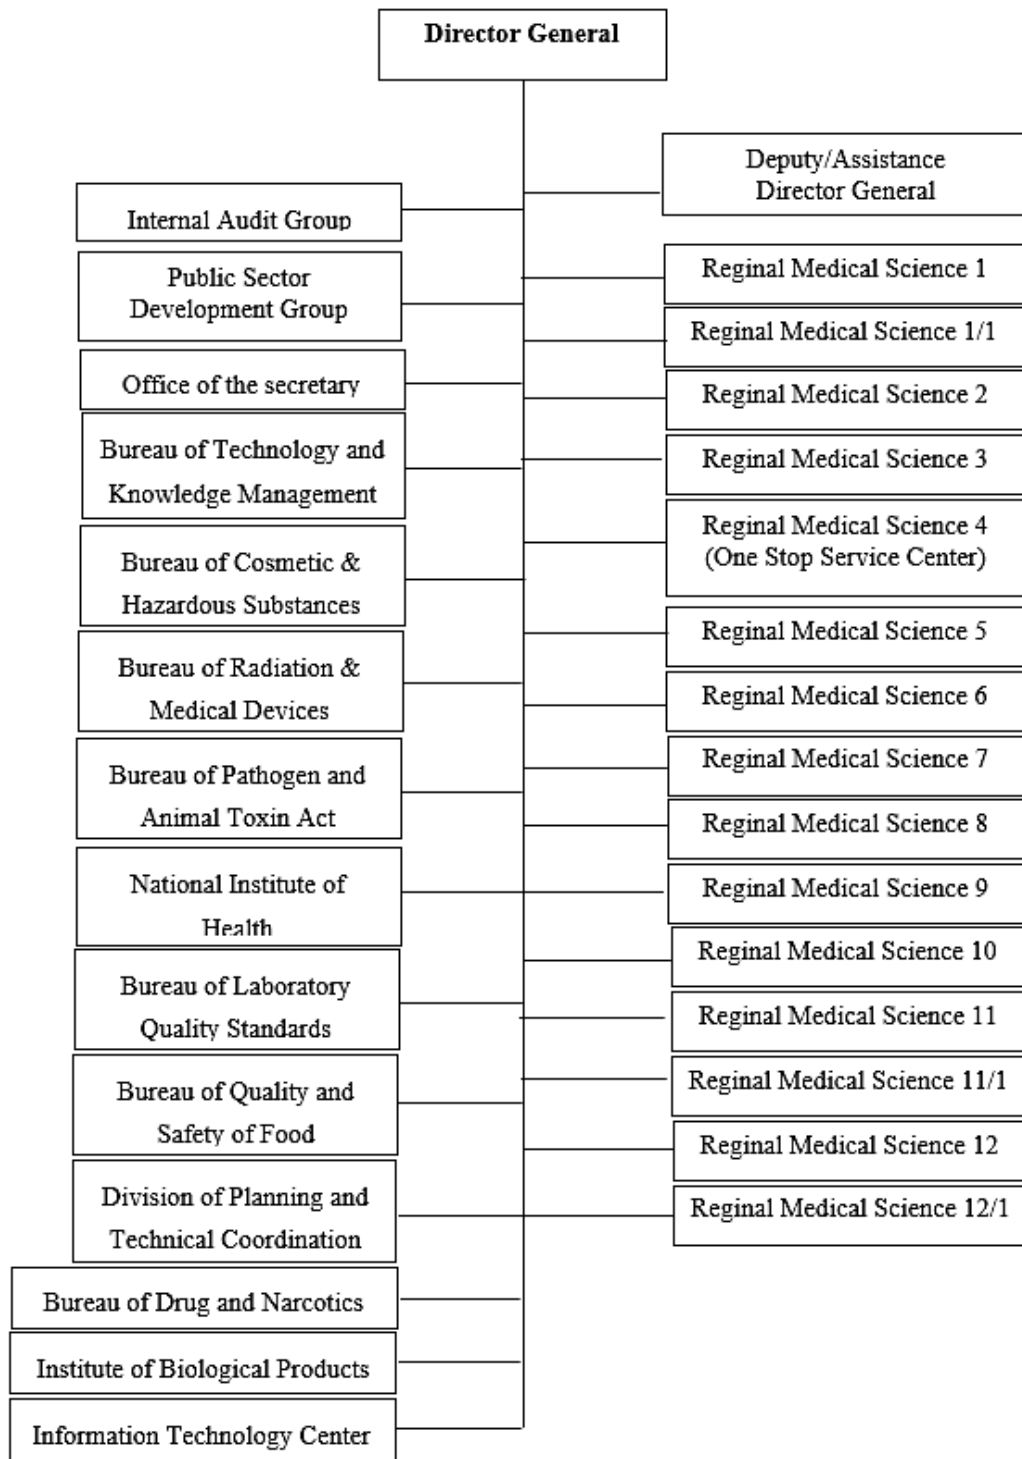 Director General
Deputy/Assistance
Director General
Internal Audit Group
Public Sector
Development Group
Office of the secretary
Bureau of Technology and
Knowledge Management
Bureau of Cosmetic &
Hazardous Substances
Bureau of Radiation &
Medical Devices
Bureau of Pathogen and
Animal Toxin Act
National Institute of
Health
Bureau of Laboratory
Quality Standards
Bureau of Quality and
Safety of Food
Division of Planning and
Technical Coordination
Bureau of Drug and Narcotics
Institute of Biological Products
Information Technology Center
Reginal Medical Science 1
Reginal Medical Science 1/1
Reginal Medical Science 2
Reginal Medical Science 3
Reginal Medical Science 4
(One Stop Service Center)
Reginal Medical Science 5
Reginal Medical Science 6
Reginal Medical Science 7
Reginal Medical Science 8
Reginal Medical Science 9
Reginal Medical Science 10
Reginal Medical Science 11
Reginal Medical Science 11/1
Reginal Medical Science 12
Reginal Medical Science 12/1